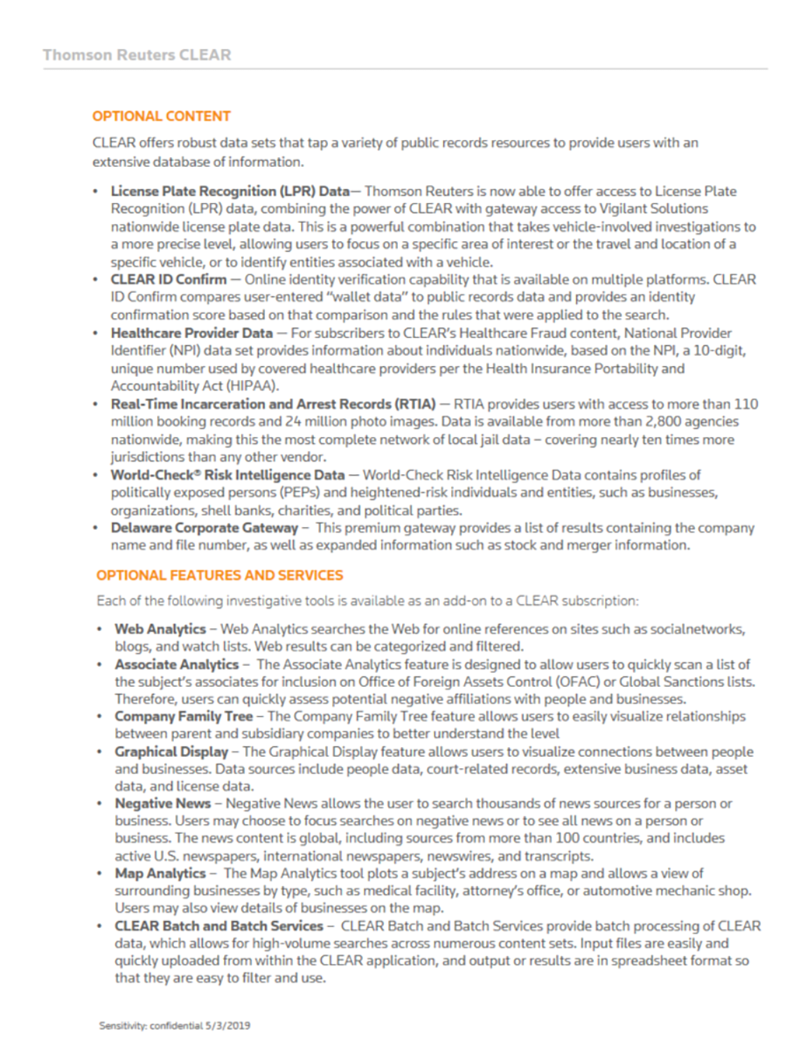 Thomson Reuters CLEAR
OPTIONAL CONTENT
CLEAR offers robust data sets that tap a variety of public records resources to provide users with an
extensive database of information.
• License Plate Recognition (LPR) Data— Thomson Reuters is now able to offer access to License Plate
Recognition (LPR) data, combining the power of CLEAR with gateway access to Vigilant Solutions
nationwide license plate data. This is a powerful combination that takes vehicle-involved investigations to
a more precise level, allowing users to focus on a specific area of interest or the travel and location of a
specific vehicle, or to identify entities associated with a vehicle.
• CLEAR ID Confirm — Online identity verification capability that is available on multiple platforms. CLEAR
ID Confirm compares user-entered “wallet data” to public records data and provides an identity
confirmation score based on that comparison and the rules that were applied to the search.
• Healthcare Provider Data — For subscribers to CLEAR’s Healthcare Fraud content, National Provider
Identifier (NPI) data set provides information about individuals nationwide, based on the NPI, a 10-digit,
unique number used by covered healthcare providers per the Health Insurance Portability and
Accountability Act (HIPAA).
• Real-Time Incarceration and Arrest Records (RTIA) — RTIA provides users with access to more than 110
million booking records and 24 million photo images. Data is available from more than 2,800 agencies
nationwide, making this the most complete network of local jail data – covering nearly ten times more
jurisdictions than any other vendor.
• World-Check® Risk Intelligence Data — World-Check Risk Intelligence Data contains profiles of
politically exposed persons (PEPs) and heightened-risk individuals and entities, such as businesses,
organizations, shell banks, charities, and political parties.
• Delaware Corporate Gateway – This premium gateway provides a list of results containing the company
name and file number, as well as expanded information such as stock and merger information.
OPTIONAL FEATURES AND SERVICES
Each of the following investigative tools is available as an add-on to a CLEAR subscription:
• Web Analytics – Web Analytics searches the Web for online references on sites such as socialnetworks,
blogs, and watch lists. Web results can be categorized and filtered.
• Associate Analytics – The Associate Analytics feature is designed to allow users to quickly scan a list of
the subject’s associates for inclusion on Office of Foreign Assets Control (OFAC) or Global Sanctions lists.
Therefore, users can quickly assess potential negative affiliations with people and businesses.
• Company Family Tree – The Company Family Tree feature allows users to easily visualize relationships
between parent and subsidiary companies to better understand the level
• Graphical Display – The Graphical Display feature allows users to visualize connections between people
and businesses. Data sources include people data, court-related records, extensive business data, asset
data, and license data.
• Negative News – Negative News allows the user to search thousands of news sources for a person or
business. Users may choose to focus searches on negative news or to see all news on a person or
business. The news content is global, including sources from more than 100 countries, and includes
active U.S. newspapers, international newspapers, newswires, and transcripts.
• Map Analytics – The Map Analytics tool plots a subject’s address on a map and allows a view of
surrounding businesses by type, such as medical facility, attorney’s office, or automotive mechanic shop.
Users may also view details of businesses on the map.
• CLEAR Batch and Batch Services – CLEAR Batch and Batch Services provide batch processing of CLEAR
data, which allows for high-volume searches across numerous content sets. Input files are easily and
quickly uploaded from within the CLEAR application, and output or results are in spreadsheet format so
that they are easy to filter and use.
Sensitivity: confidential 5/3/2019